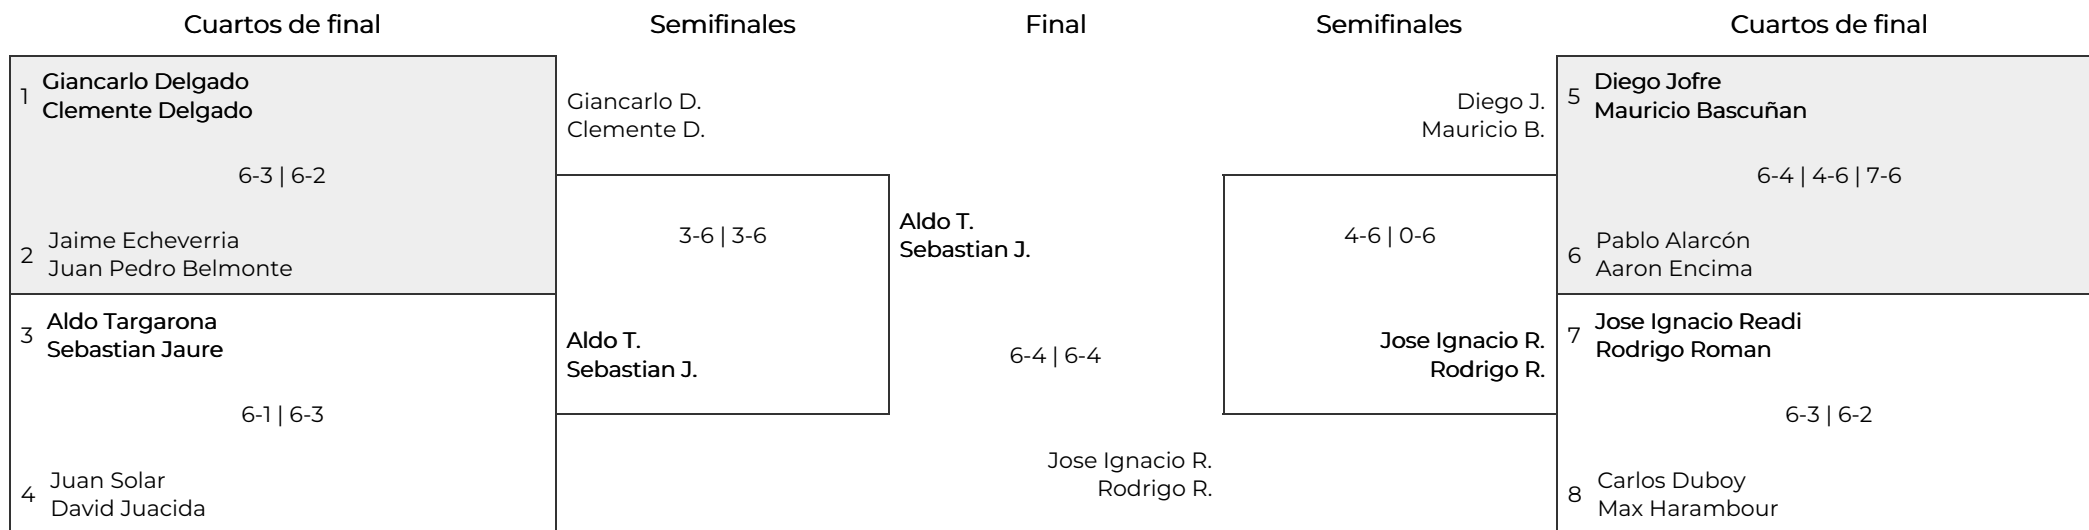 Cuartos de final
Semifinales
Final
Semifinales
Cuartos de final
1
Giancarlo Delgado
Clemente Delgado
6-3 | 6-2
2
Jaime Echeverria
Juan Pedro Belmonte
3
Aldo Targarona
Sebastian Jaure
6-1 | 6-3
4
Juan Solar
David Juacida
Giancarlo D.
Clemente D.
3-6 | 3-6
Aldo T.
Sebastian J.
Aldo T.
Sebastian J.
6-4 | 6-4
Jose Ignacio R.
Rodrigo R.
Diego J.
Mauricio B.
4-6 | 0-6
Jose Ignacio R.
Rodrigo R.
5
Diego Jofre
Mauricio Bascuñan
6-4 | 4-6 | 7-6
6
Pablo Alarcón
Aaron Encima
7
Jose Ignacio Readi
Rodrigo Roman
6-3 | 6-2
8
Carlos Duboy
Max Harambour